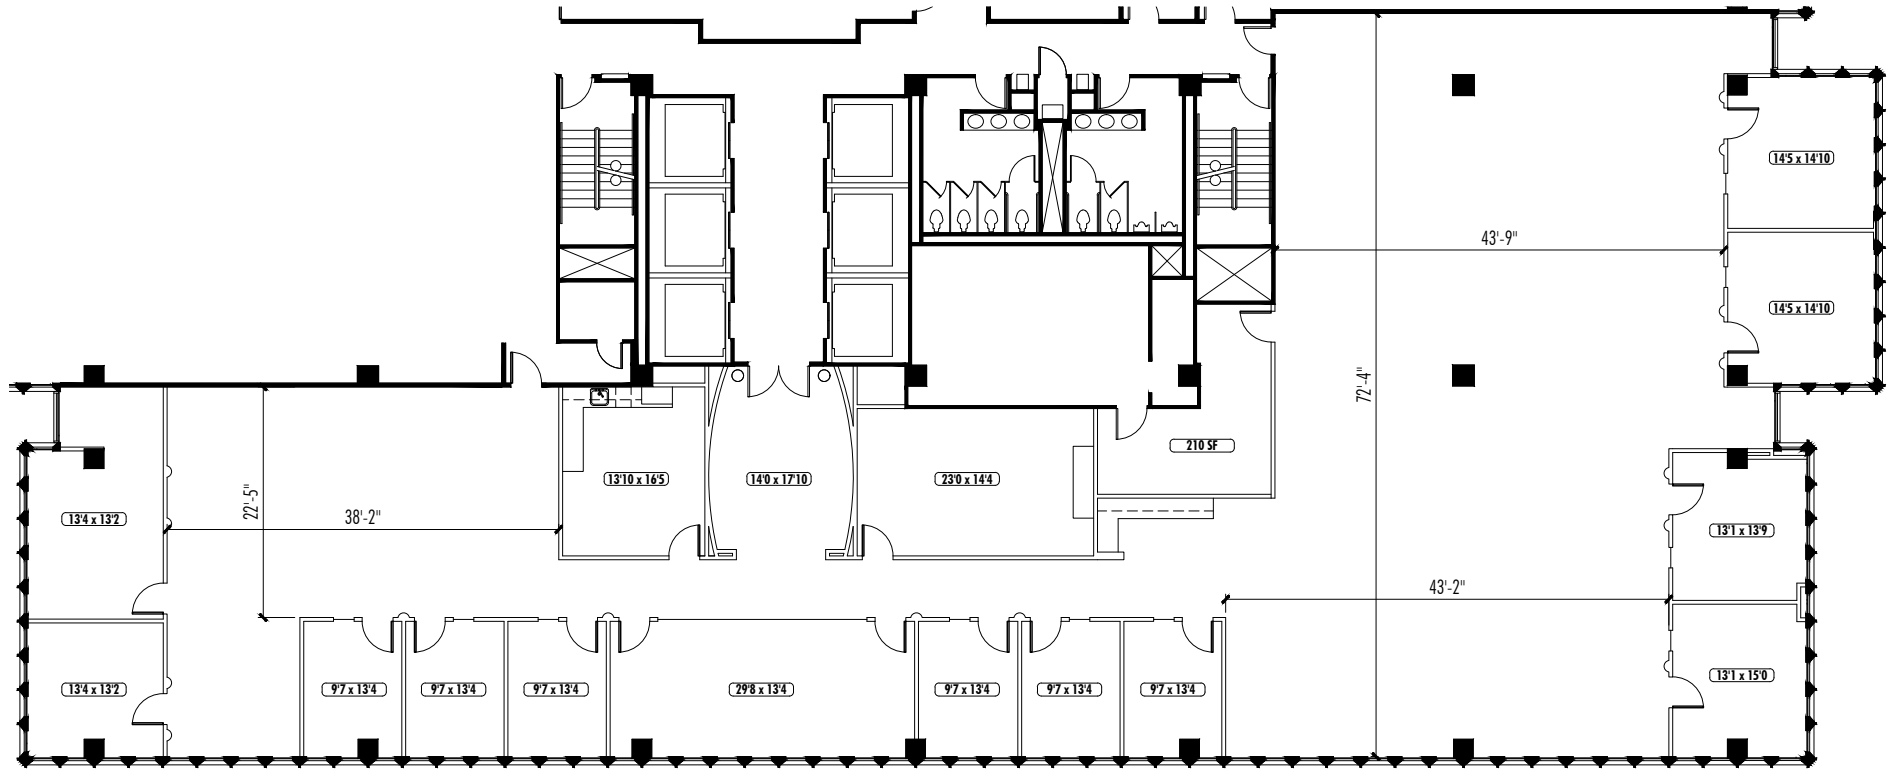 14'5 x 14'10
43'-9"
14'5 x 14'10
72'-4"
210 SF
13'10 x 16'5
14'0 x 17'10
23'0 x 14'4
22'-5"
38'-2"
13'4 x 13'2
13'1 x 13'9
43'-2"
13'4 x 13'2
9'7 x 13'4
9'7 x 13'4
9'7 x 13'4
29'8 x 13'4
9'7 x 13'4
9'7 x 13'4
9'7 x 13'4
13'1 x 15'0